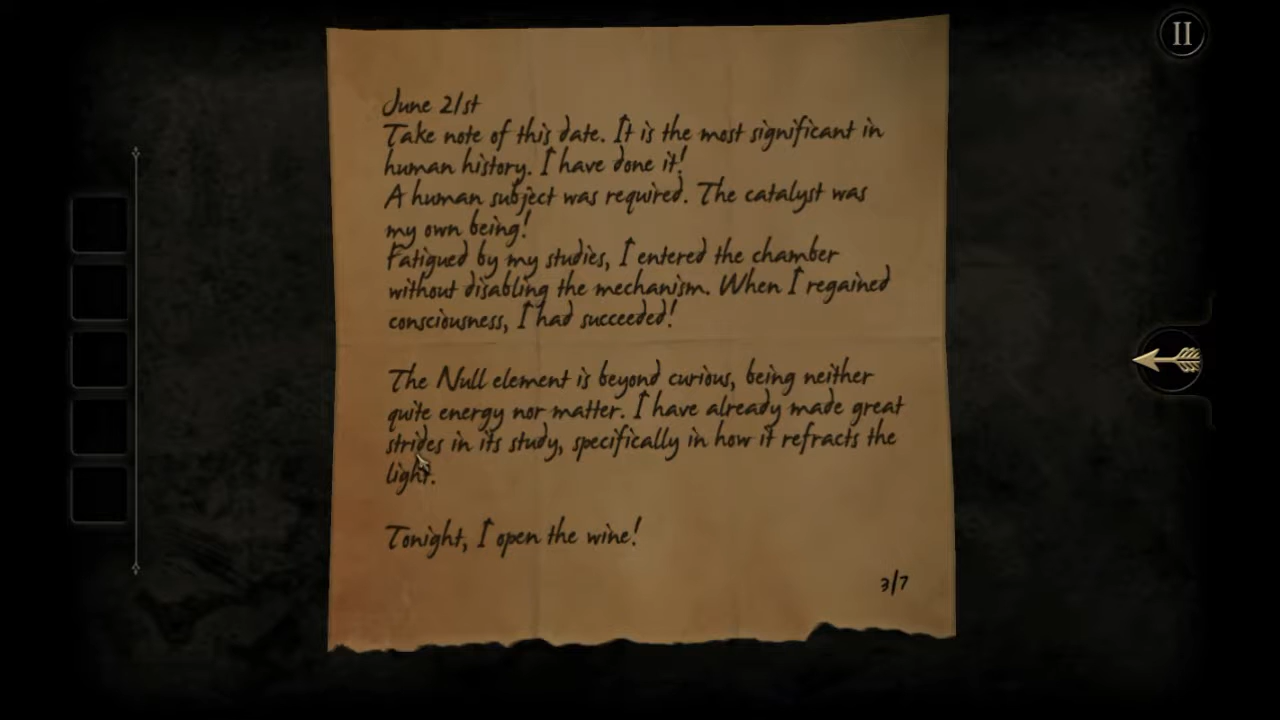 II
June 21st
Take note of this date. It is the most significant in
human history. I have done it!
A human subject was required. The catalyst was
my own being!
Fatigued by my studies, I entered the chamber
without disabling the mechanism. When I regained
consciousness, I had succeeded!
The Null element is beyond curious, being neither
quite energy nor matter. I have already made great
strides in its study, specifically in how it refracts the
light.
Tonight, I open the wine!
3/7